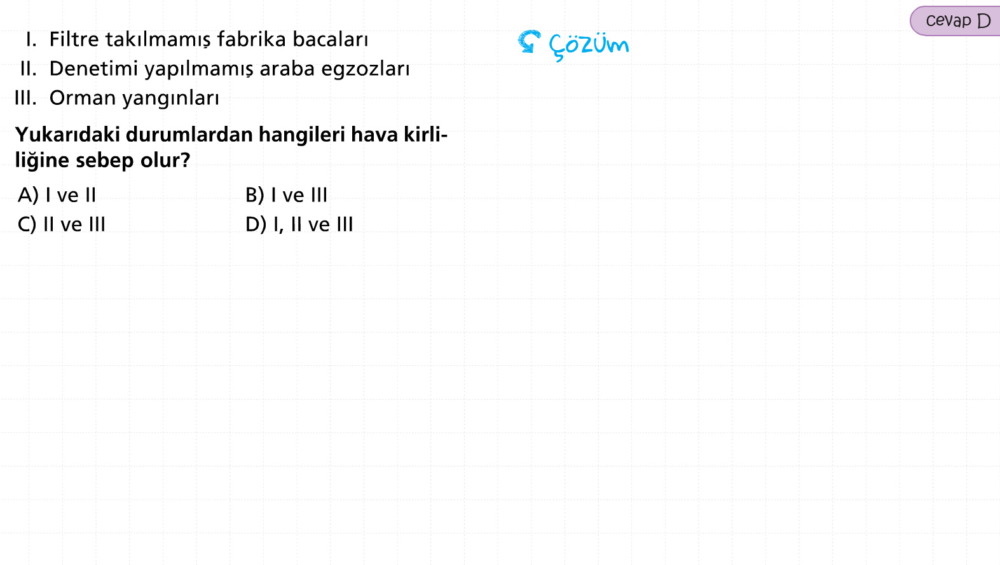 I. Filtre takılmamış fabrika bacaları
II. Denetimi yapılmamış araba egzozları
III. Orman yangınları
Yukarıdaki durumlardan hangileri hava kirli-
liğine sebep olur?
A) I ve II B) I ve III
C) II ve III D) I, II ve III
Çözüm
cevap D